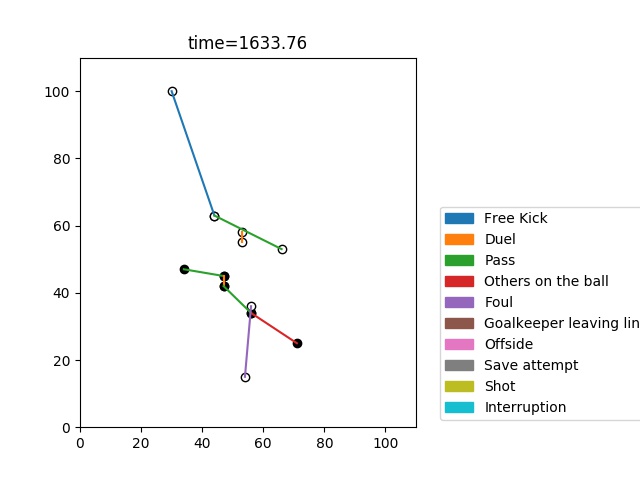 time=1633.76
100
80
60
40
20
0
0 20 40 60 80 100
Free Kick
Duel
Pass
Others on the ball
Foul
Goalkeeper leaving lin
Offside
Save attempt
Shot
Interruption